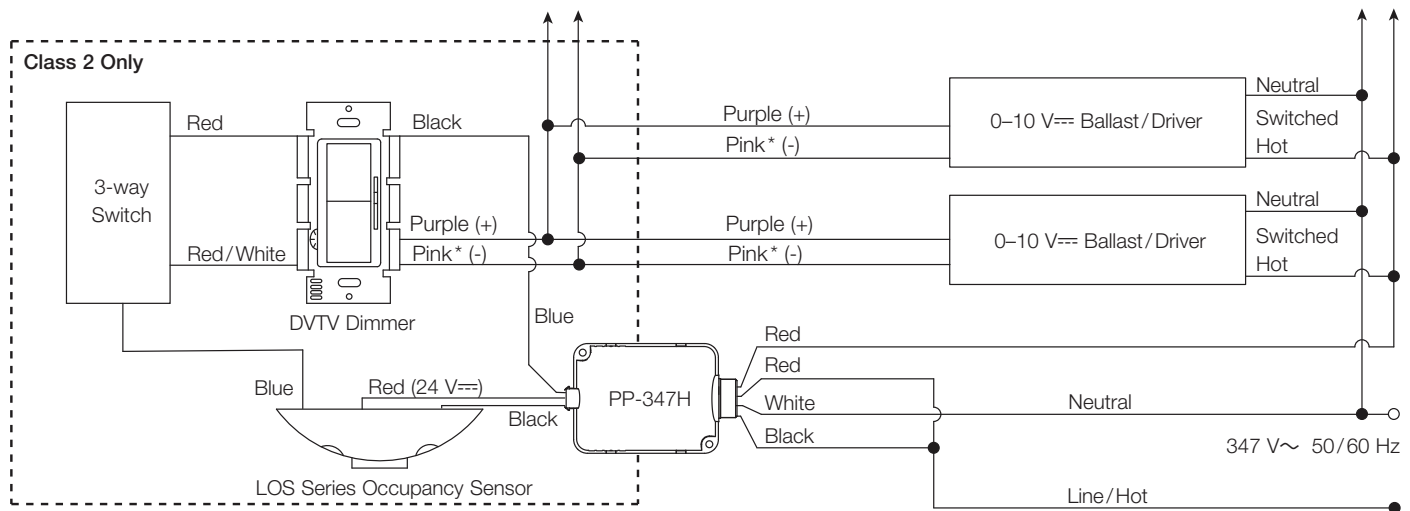 Class 2 Only
3-way
Switch
Red
Red/White
Black
Purple (+)
Pink* (-)
DVTV Dimmer
Blue
Blue
Red (24 V⎓)
Black
LOS Series Occupancy Sensor
Purple (+)
Pink* (-)
0–10 V⎓ Ballast/Driver
Neutral
Switched
Hot
Purple (+)
Pink* (-)
0–10 V⎓ Ballast/Driver
Neutral
Switched
Hot
PP-347H
Red
Red
White
Black
Neutral
347 V~ 50/60 Hz
Line/Hot